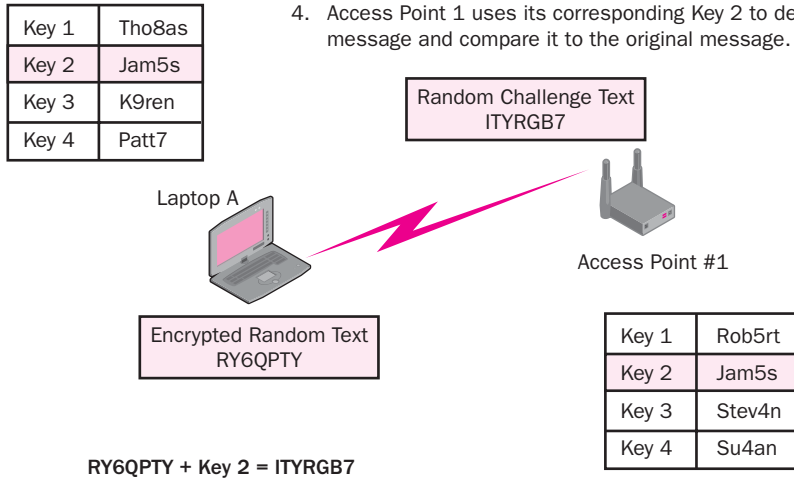 4. Access Point 1 uses its corresponding Key 2 to
message and compare it to the original message.
Key 1 Tho8as
Key 2 Jam5s
Key 3 K9ren
Key 4 Patt7
Random Challenge Text
ITYRGB7
Laptop A
Access Point #1
Encrypted Random Text
RY6QPTY
Key 1 Rob5rt
Key 2 Jam5s
Key 3 Stev4n
Key 4 Su4an
RY6QPTY + Key 2 = ITYRGB7